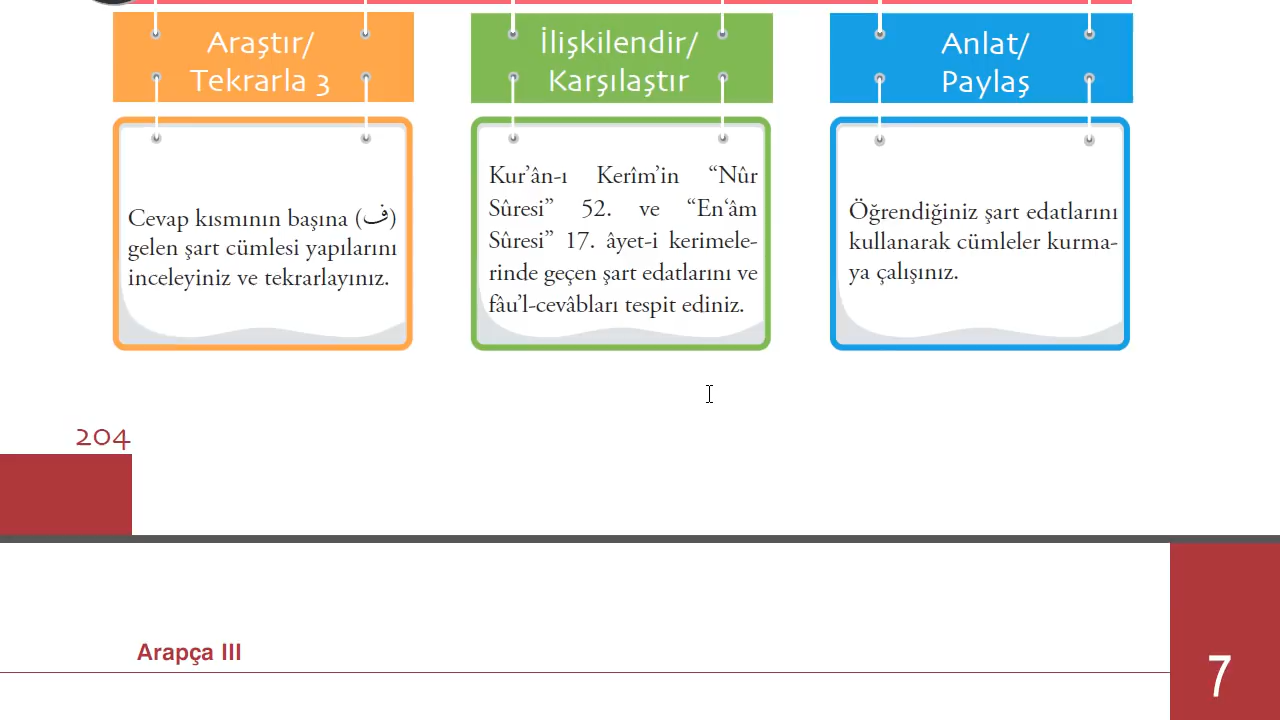 Araştır/
Tekrarla 3
Cevap kısmının başına (ف)
gelen şart cümlesi yapılarını
inceleyiniz ve tekrarlayınız.
İlişkilendir/
Karşılaştır
Kur’ân-ı Kerîm’in “Nûr
Sûresi” 52. ve “En‘âm
Sûresi” 17. âyet-i kerimele-
rinde geçen şart edatlarını ve
fâu’l-cevâbları tespit ediniz.
Anlat/
Paylaş
Öğrendiğiniz şart edatlarını
kullanarak cümleler kurma-
ya çalışınız.
204
Arapça III
7